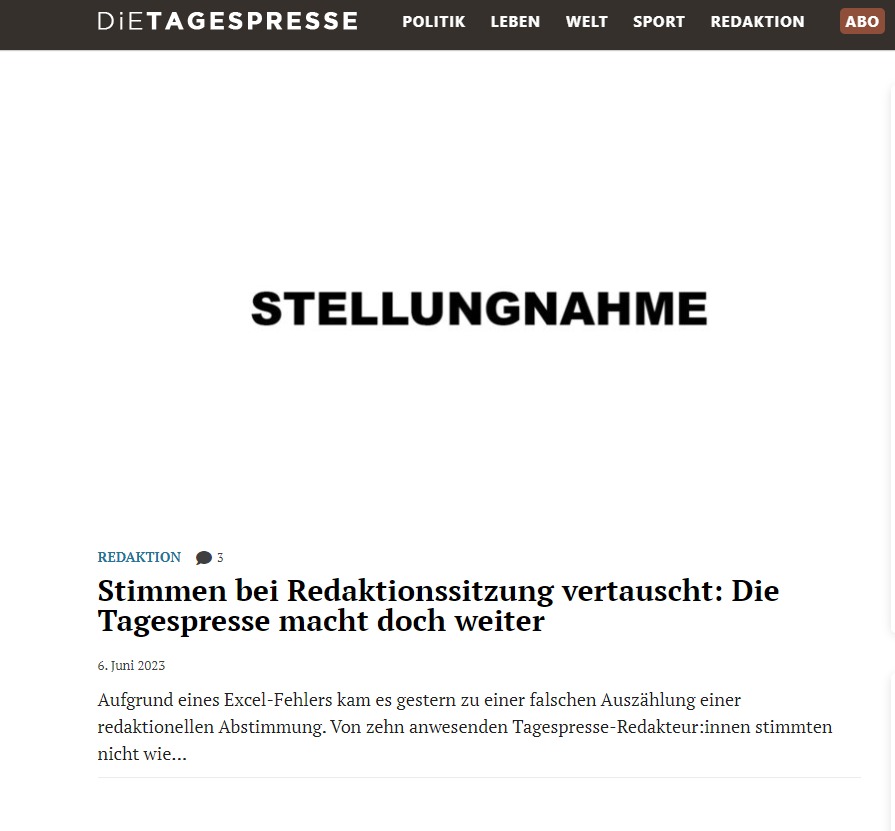 DiETAGESPRESSE POLITIK LEBEN WELT SPORT REDAKTION ABO
STELLUNGNAHME
REDAKTION 3
Stimmen bei Redaktionssitzung vertauscht: Die
Tagespresse macht doch weiter
6. Juni 2023
Aufgrund eines Excel-Fehlers kam es gestern zu einer falschen Auszählung einer
redaktionellen Abstimmung. Von zehn anwesenden Tagespresse-Redakteur:innen stimmten
nicht wie...